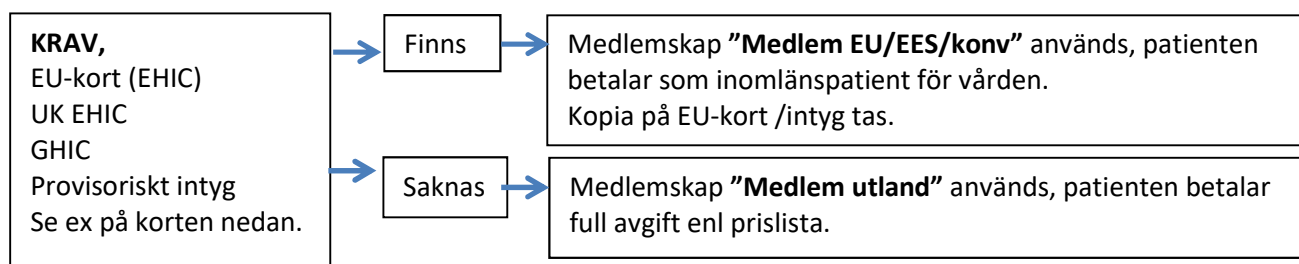 KRAV,
EU-kort (EHIC)
UK EHIC
GHIC
Provisoriskt intyg
Se ex på korten nedan.
Finns
Medlemskap ”Medlem EU/EES/konv” används, patienten
betalar som inomlänspatient för vården.
Kopia på EU-kort /intyg tas.
Saknas
Medlemskap ”Medlem utland” används, patienten betalar
full avgift enl prislista.